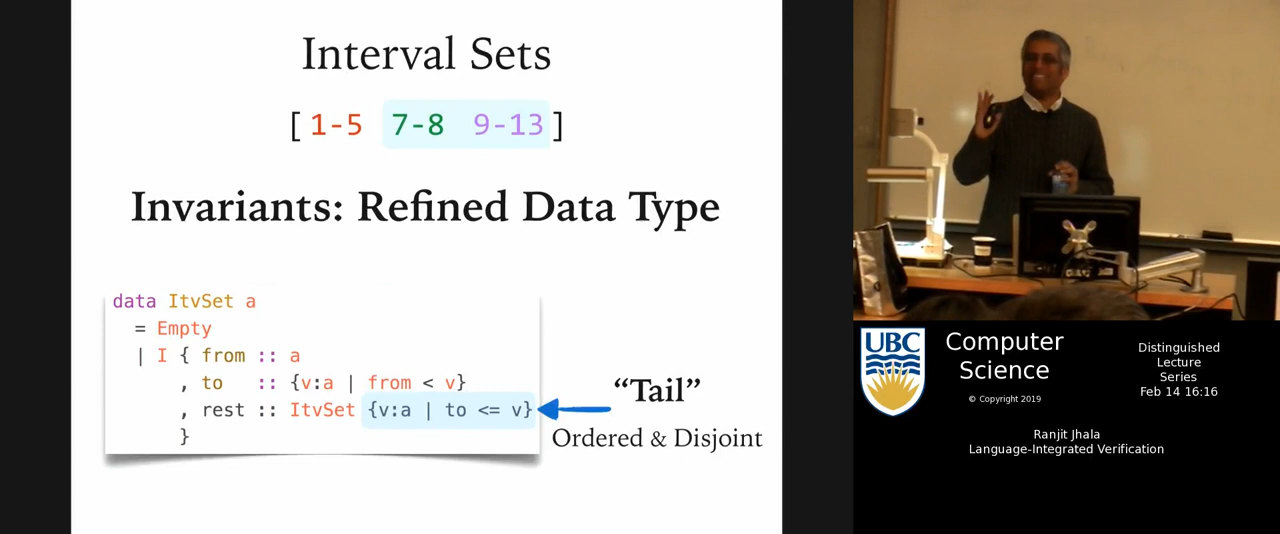 Interval Sets
[ 1-5 7-8 9-13 ]
Invariants: Refined Data Type
data ItvSet a
= Empty
| I { from :: a
, to :: {v:a | from < v}
, rest :: ItvSet {v:a | to <= v}
}
“Tail”
Ordered & Disjoint
UBC
Computer
Science
© Copyright 2019
Distinguished
Lecture
Series
Feb 14 16:16
Ranjit Jhala
Language-Integrated Verification